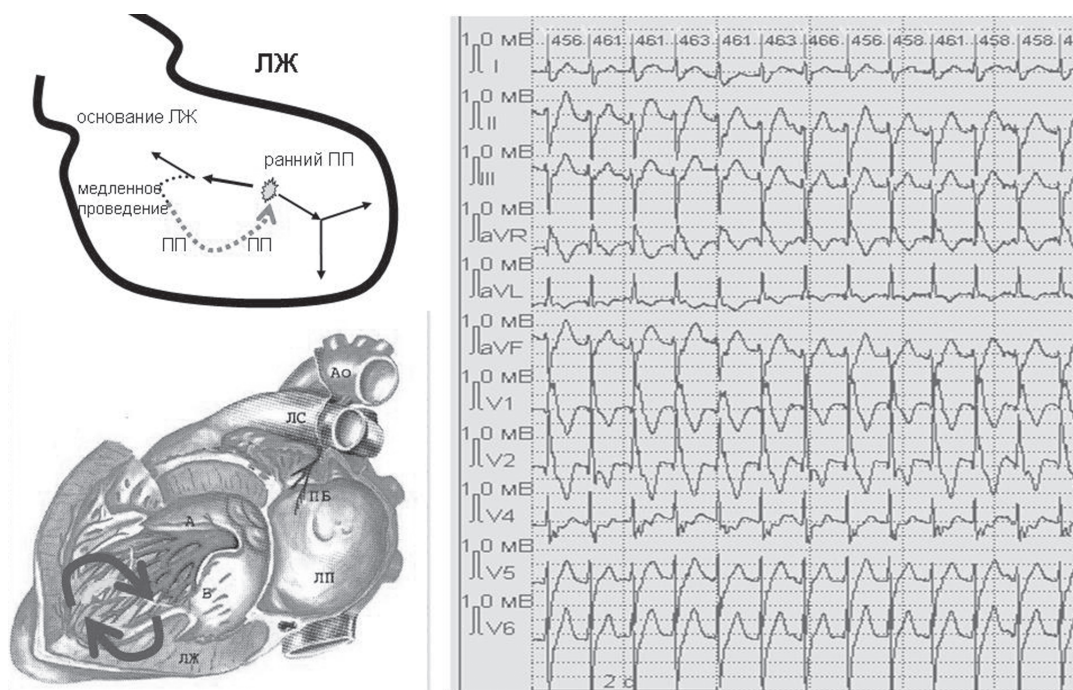 ЛЖ
основание ЛЖ
ранний ПП
медленное
проведение
ПП ПП
Ао
ЛС
ПБ
А
ЛП
В
ЛЖ
1,0 мВ 456 461 461 463 461 463 466 456 458 461 458 458
I
1,0 мВ
II
1,0 мВ
III
1,0 мВ
aVR
1,0 мВ
aVL
1,0 мВ
aVF
1,0 мВ
V1
1,0 мВ
V2
1,0 мВ
V4
1,0 мВ
V5
1,0 мВ
V6
2 с